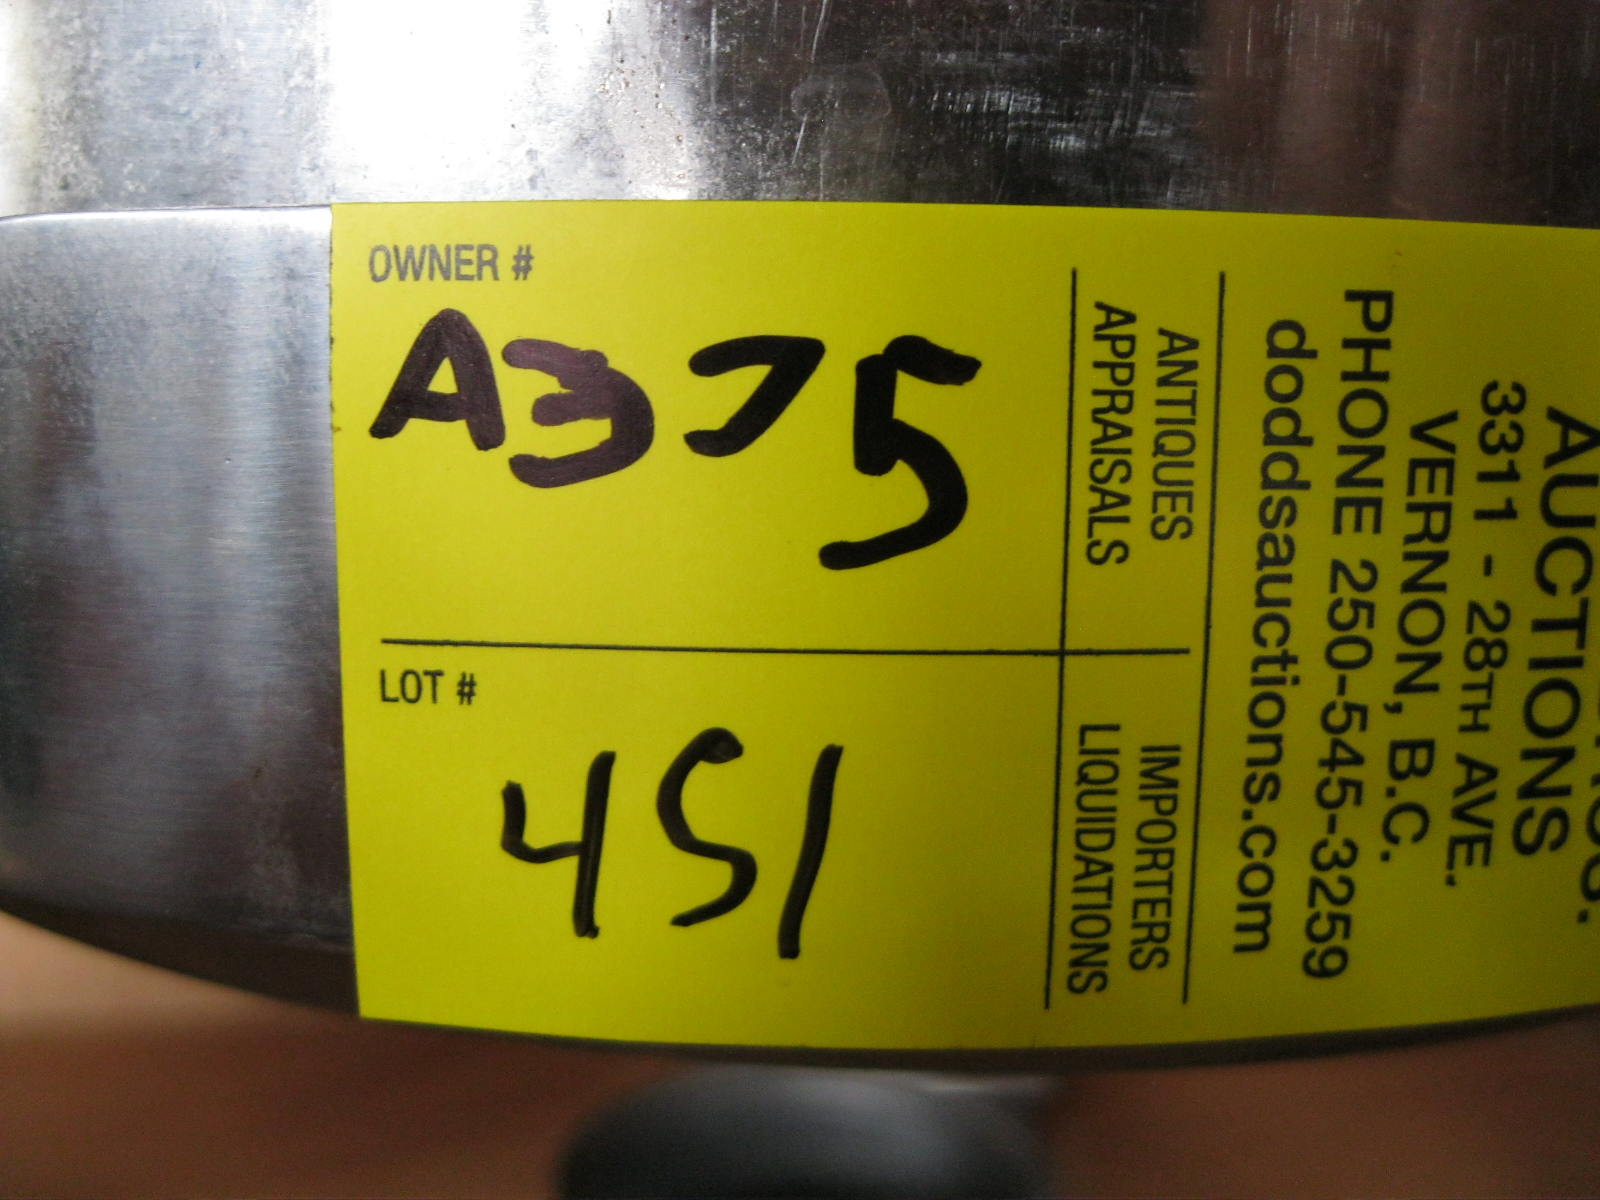 OWNER #
A375
LOT #
451
ANTIQUES
APPRAISALS
IMPORTERS
LIQUIDATIONS
AUCTIONS
3311 - 28TH AVE.
VERNON, B.C.
PHONE 250-545-3259
doddsauctions.com